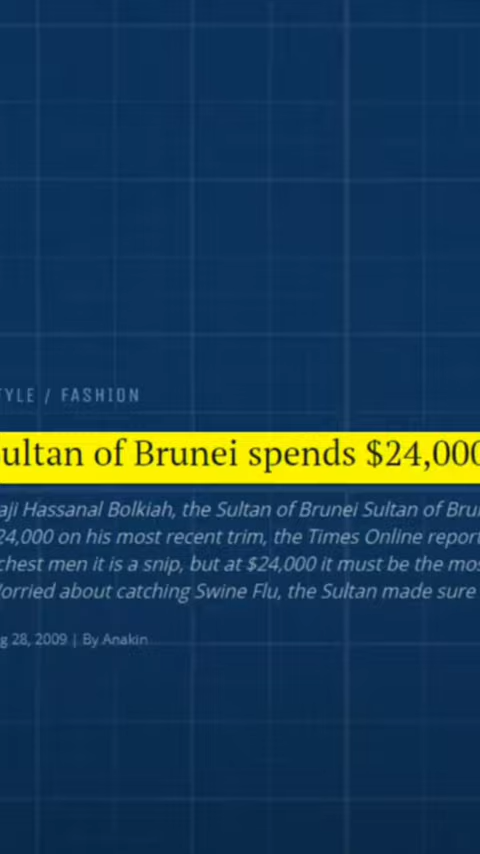 TYLE / FASHION
ultan of Brunei spends $24,000
aji Hassanal Bolkiah, the Sultan of Brunei Sultan of Bru
24,000 on his most recent trim, the Times Online report
chest men it is a snip, but at $24,000 it must be the mos
orried about catching Swine Flu, the Sultan made sure
g 28, 2009 | By Anakin